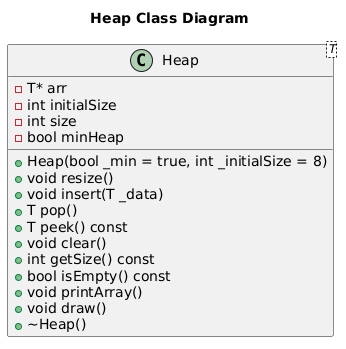 Heap Class Diagram
T
C Heap
T* arr
int initialSize
int size
bool minHeap
Heap(bool _min = true, int _initialSize = 8)
void resize()
void insert(T _data)
T pop()
T peek() const
void clear()
int getSize() const
bool isEmpty() const
void printArray()
void draw()
~Heap()